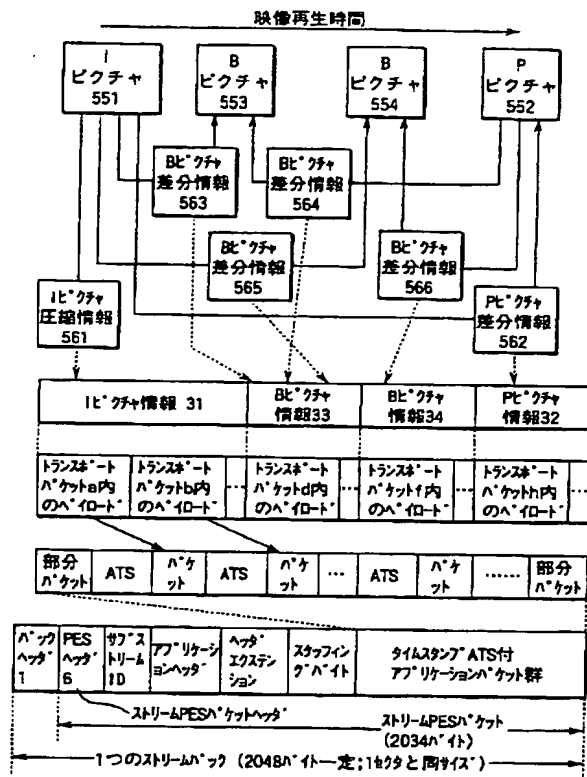 映像再生時間
I
ピクチャ
551
B
ピクチャ
553
B
ピクチャ
554
P
ピクチャ
552
Bピクチャ
差分情報
563
Bピクチャ
差分情報
564
Bピクチャ
差分情報
565
Bピクチャ
差分情報
566
Iピクチャ
圧縮情報
561
Pピクチャ
差分情報
562
Iピクチャ情報 31
Bピクチャ
情報33
Bピクチャ
情報34
Pピクチャ
情報32
トランスポート
パケットa内
のペイロード
トランスポート
パケットb内
のペイロード
…
トランスポート
パケットd内
のペイロード
…
トランスポート
パケットf内
のペイロード
…
トランスポート
パケットh内
のペイロード
…
部分
パケット
ATS
パケ
ット
ATS
パケ
ット
…
ATS
パケ
ット
……
部分
パケット
パック
ヘッダ
1
PES
ヘッダ
6
サブス
トリーム
ID
アプリケーシ
ョンヘッダ
ヘッダ
エクステン
ション
スタッフィン
グバイト
タイムスタンプATS付
アプリケーションパケット群
ストリームPESパケットヘッダ
ストリームPESパケット
(2034バイト)
1つのストリームパック (2048バイト一定;1セクタと同サイズ)